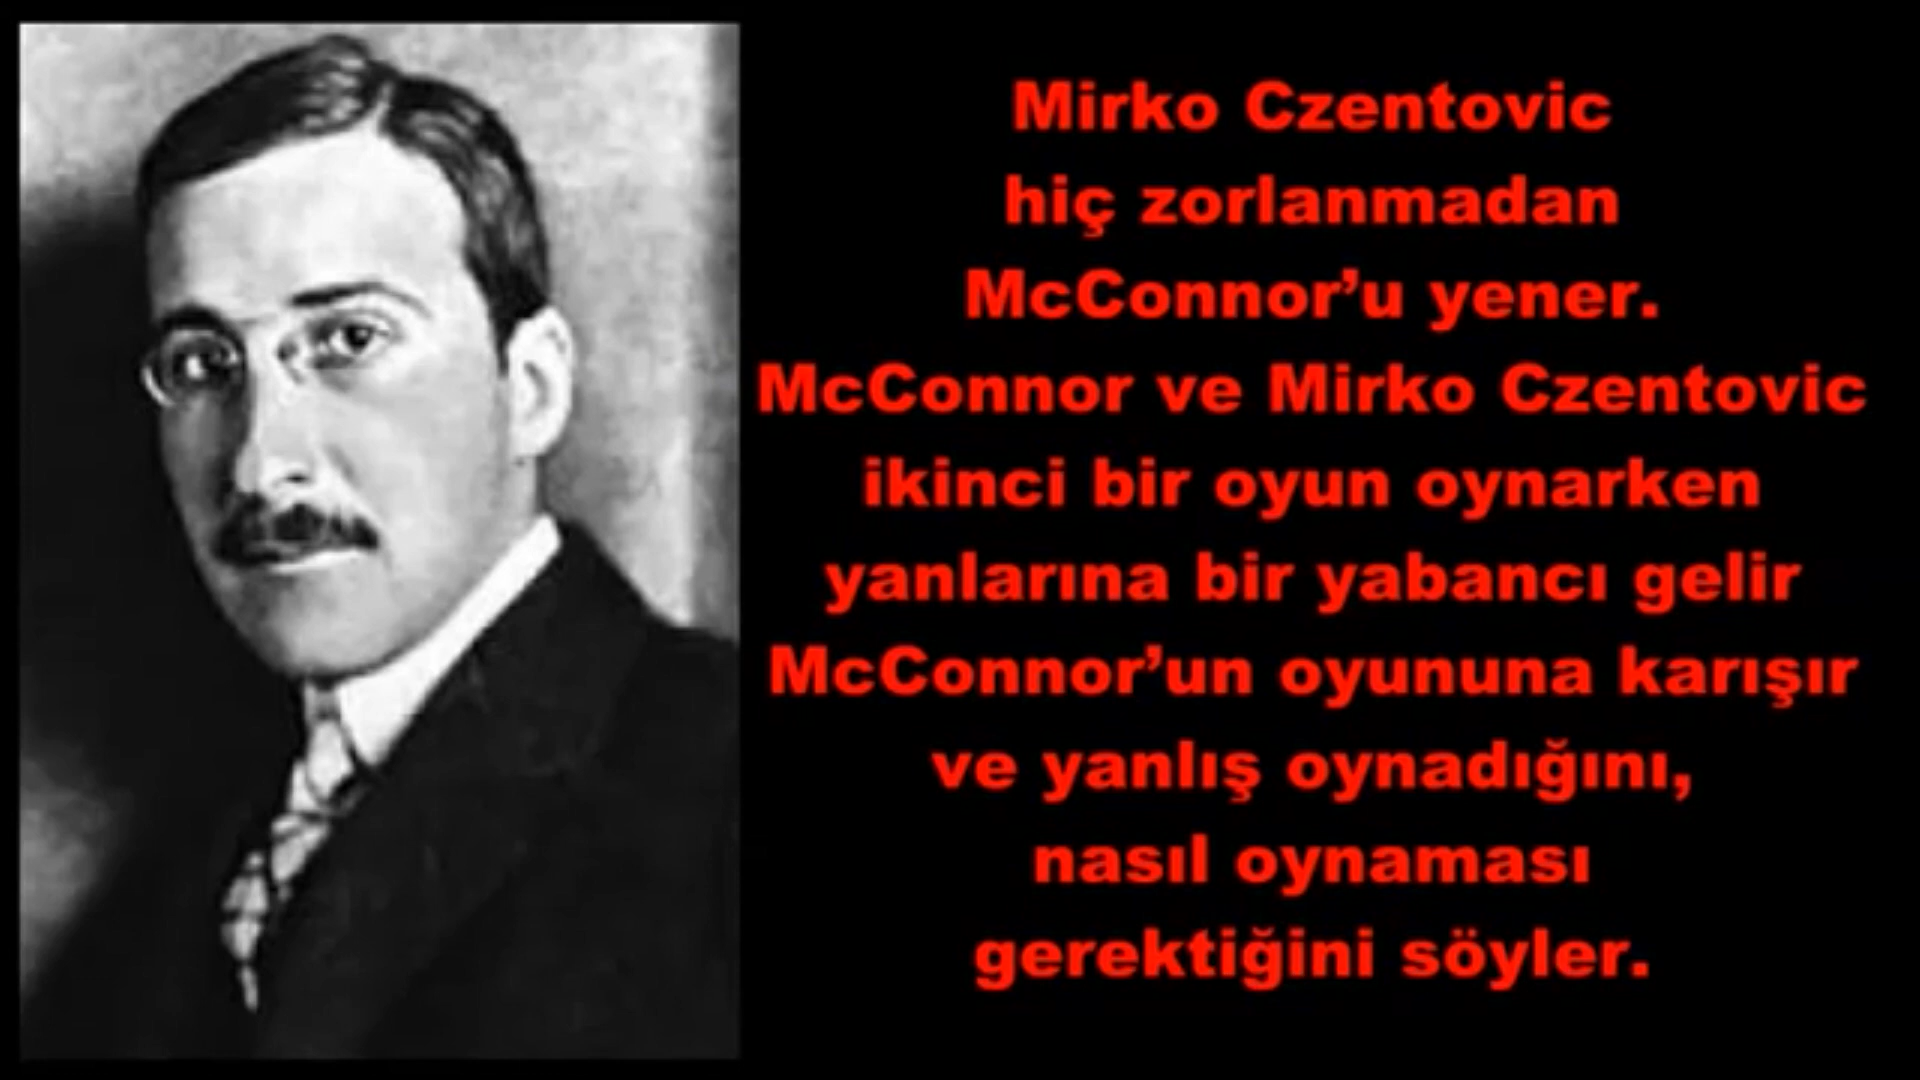 Mirko Czentovic
hiç zorlanmadan
McConnor’u yener.
McConnor ve Mirko Czentovic
ikinci bir oyun oynarken
yanlarına bir yabancı gelir
McConnor’un oyununa karışır
ve yanlış oynadığını,
nasıl oynaması
gerektiğini söyler.